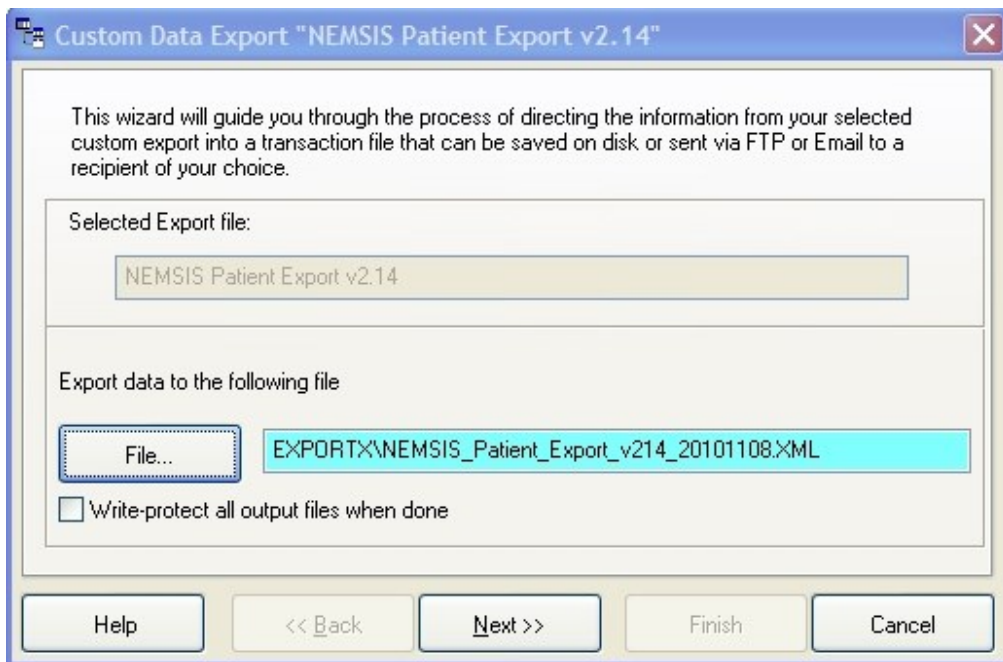 Custom Data Export "NEMSIS Patient Export v2.14"
This wizard will guide you through the process of directing the information from your selected
custom export into a transaction file that can be saved on disk or sent via FTP or Email to a
recipient of your choice.
Selected Export file:
NEMSIS Patient Export v2.14
Export data to the following file
File...
EXPORTX\NEMSIS_Patient_Export_v214_20101108.XML
Write-protect all output files when done
Help
<< Back
Next >>
Finish
Cancel